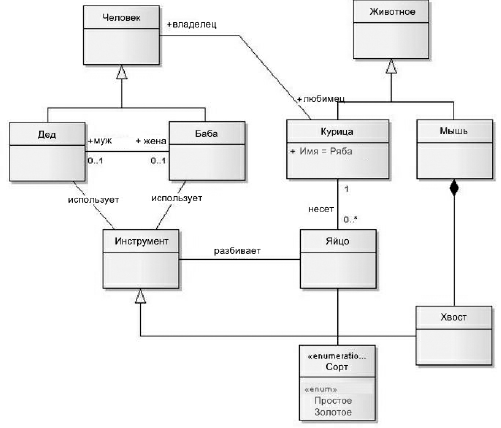 Человек
Животное
+владелец
+любимец
Дед
+муж
+ жена
0..1
0..1
Баба
Курица
+ Имя = Ряба
Мышь
использует
использует
1
несет
0..*
Инструмент
разбивает
Яйцо
Хвост
«enumeratio...
Сорт
«enum»
Простое
Золотое